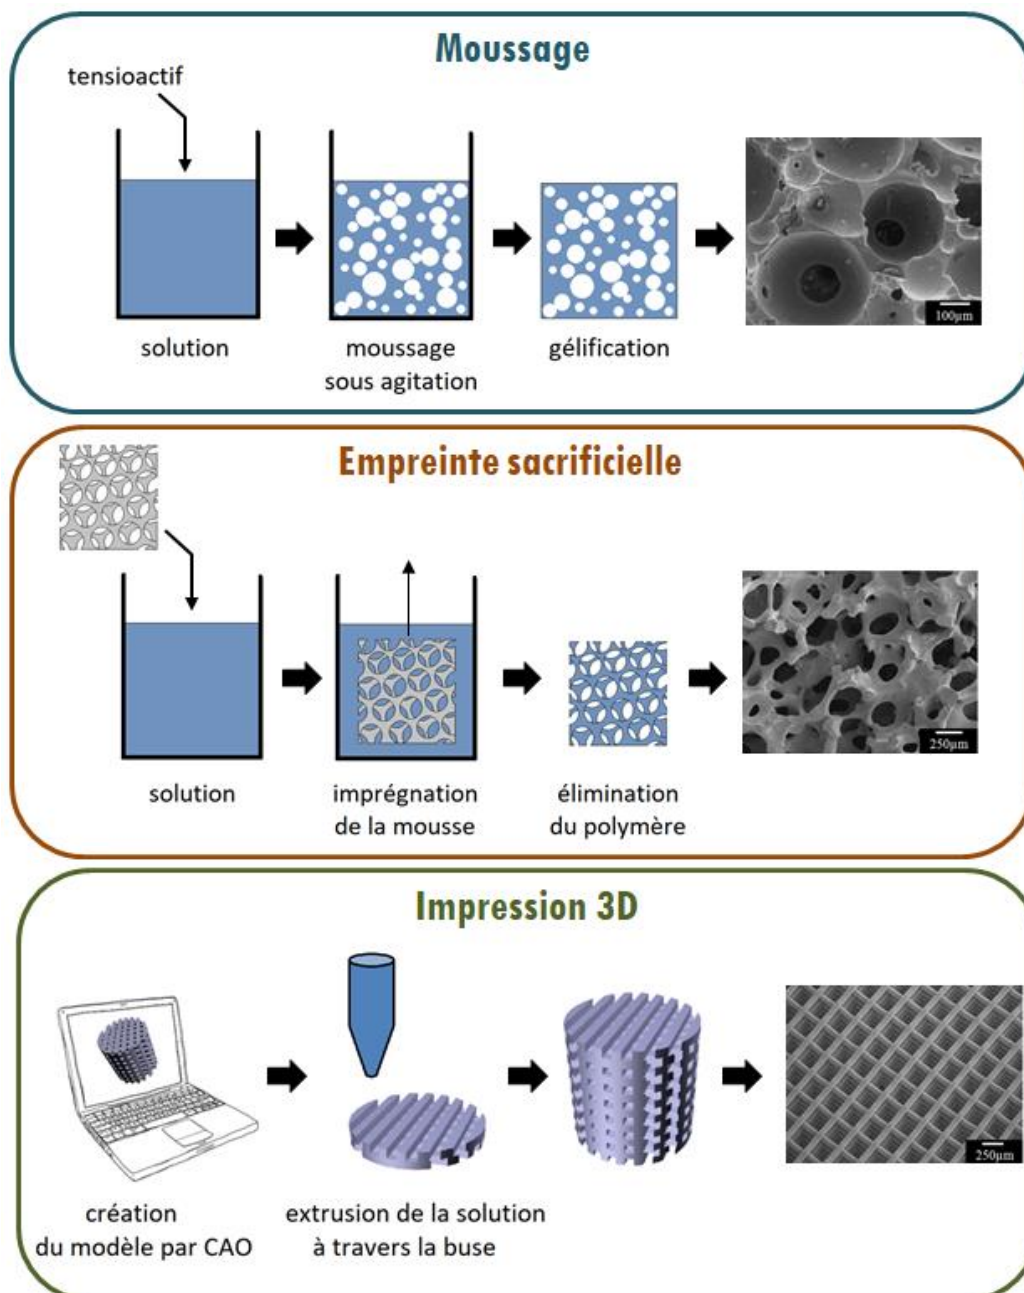 Moussage
tensioactif
solution
moussage
sous agitation
gélification
100µm
Empreinte sacrificielle
solution
imprégnation
de la mousse
élimination
du polymère
250µm
Impression 3D
création
du modèle par CAO
extrusion de la solution
à travers la buse
250µm